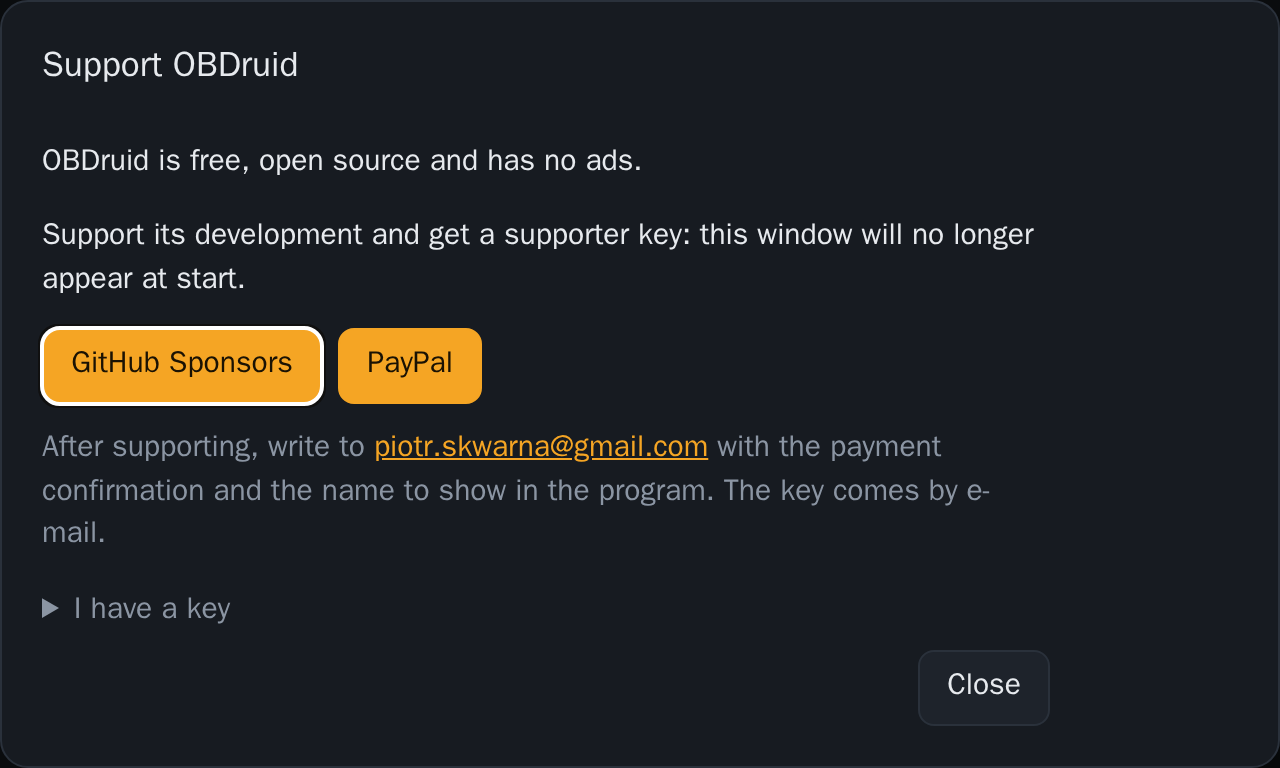 Support OBDruid
OBDruid is free, open source and has no ads.
Support its development and get a supporter key: this window will no longer
appear at start.
GitHub Sponsors PayPal
After supporting, write to piotr.skwarna@gmail.com with the payment
confirmation and the name to show in the program. The key comes by e-
mail.
I have a key
Close